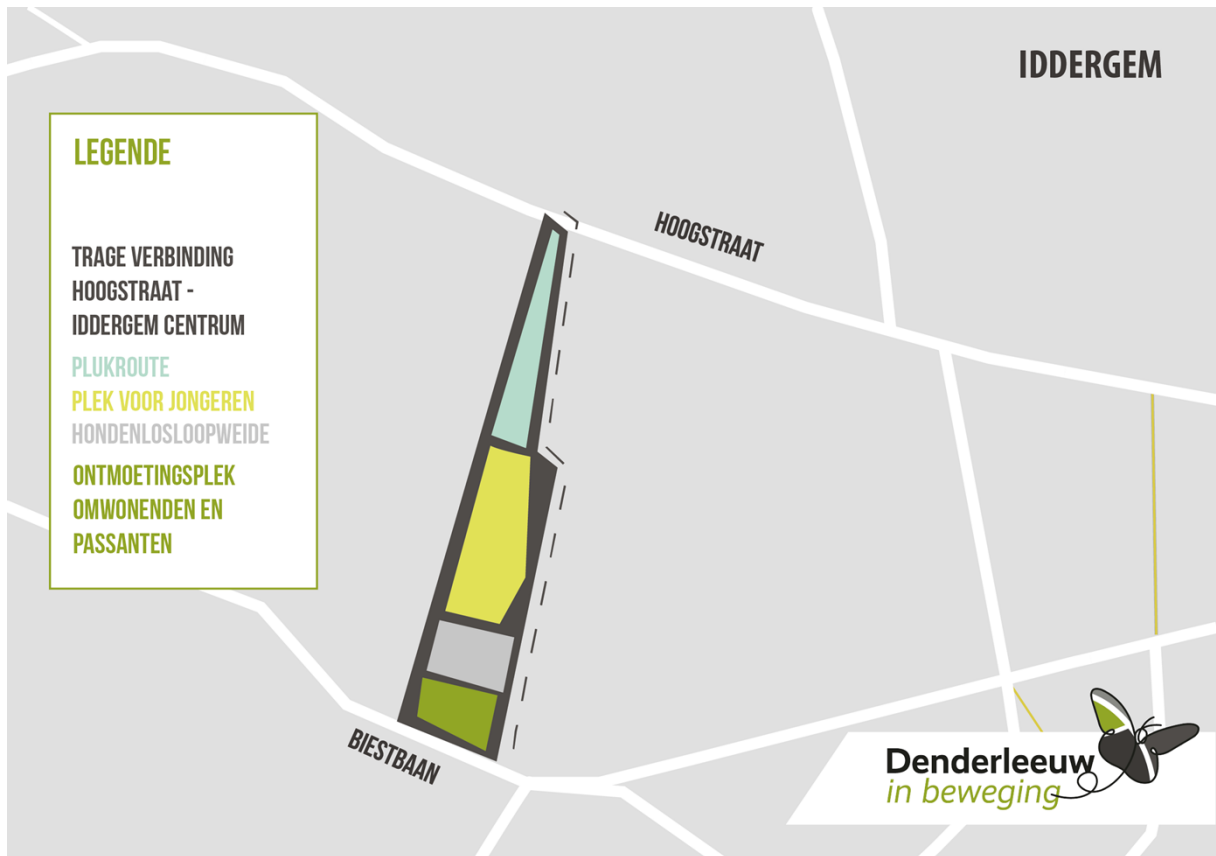 IDDERGEM
LEGENDE
TRAGE VERBINDING
HOOGSTRAAT -
IDDERGEM CENTRUM
PLUKROUTE
PLEK VOOR JONGEREN
HONDENLOSLOOPWEIDE
ONTMOETINGSPLEK
OMWONENDEN EN
PASSANTEN
HOOGSTRAAT
BIESTBAAN
Denderleeuw
in beweging